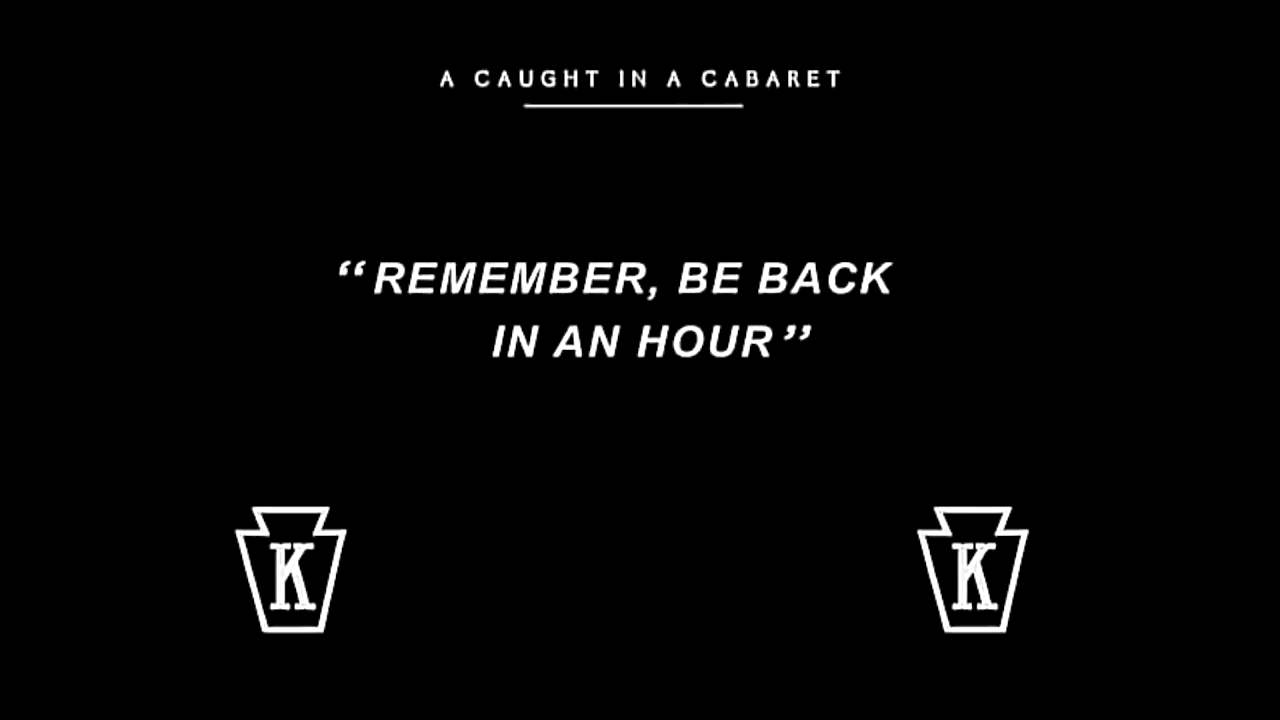 A CAUGHT IN A CABARET
“REMEMBER, BE BACK
IN AN HOUR”
K K